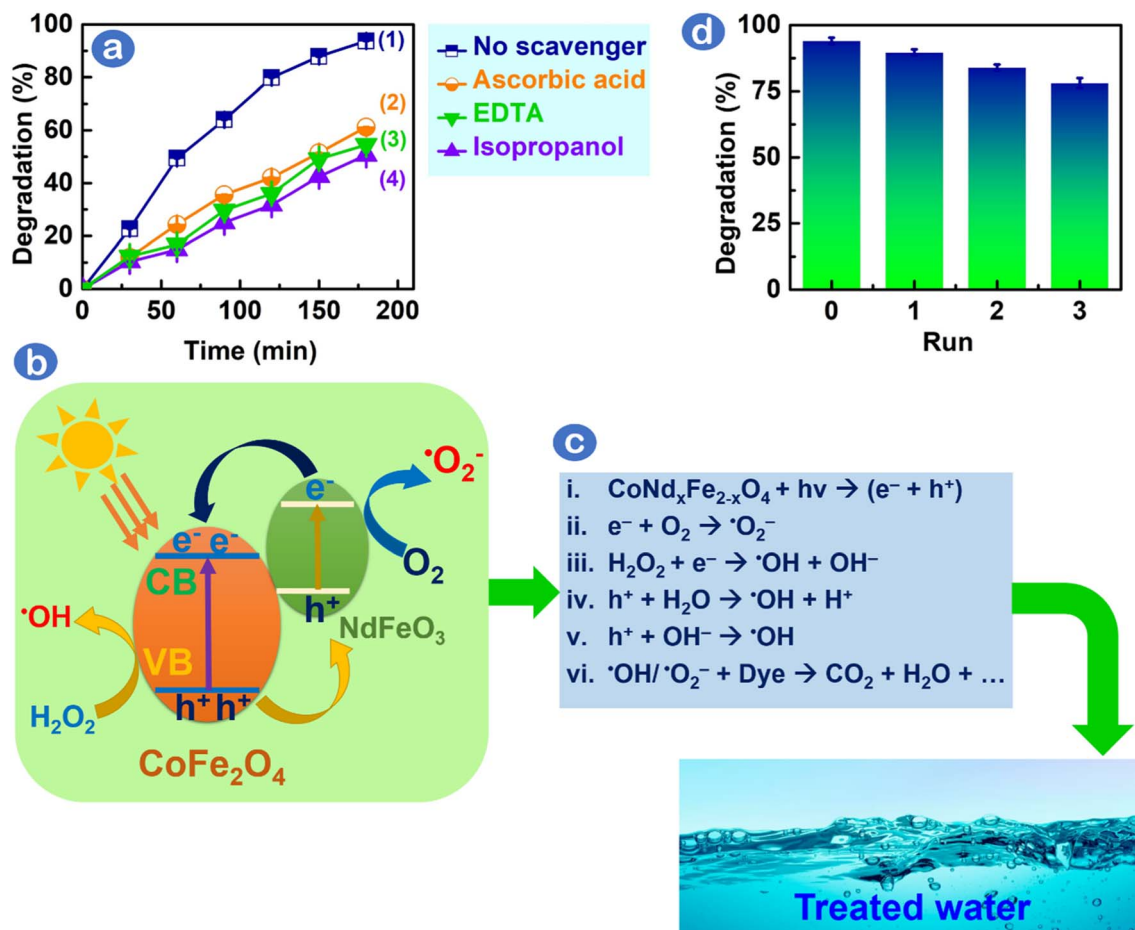 a
100
80
60
40
20
0
Degradation (%)
0 50 100 150 200
Time (min)
(1)
(2)
(3)
(4)
No scavenger
Ascorbic acid
EDTA
Isopropanol
d
100
75
50
25
0
Degradation (%)
0 1 2 3
Run
b
•O₂⁻
e⁻
O₂
h⁺
NdFeO₃
e⁻ e⁻
CB
•OH
VB
h⁺ h⁺
H₂O₂
CoFe₂O₄
c
i. CoNdₓFe₂₋ₓO₄ + hν → (e⁻ + h⁺)
ii. e⁻ + O₂ → •O₂⁻
iii. H₂O₂ + e⁻ → •OH + OH⁻
iv. h⁺ + H₂O → •OH + H⁺
v. h⁺ + OH⁻ → •OH
vi. •OH/ •O₂⁻ + Dye → CO₂ + H₂O + …
Treated water